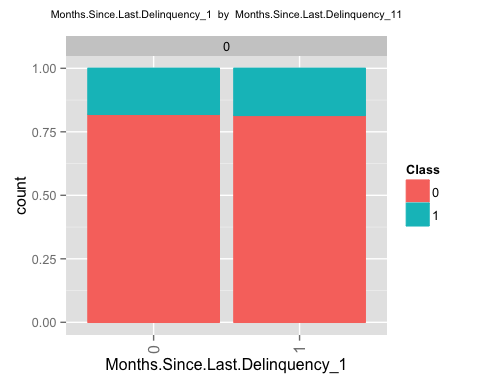 Months.Since.Last.Delinquency_1 by Months.Since.Last.Delinquency_11
0
1.00
0.75
0.50
0.25
0.00
count
0
1
Months.Since.Last.Delinquency_1
Class
0
1